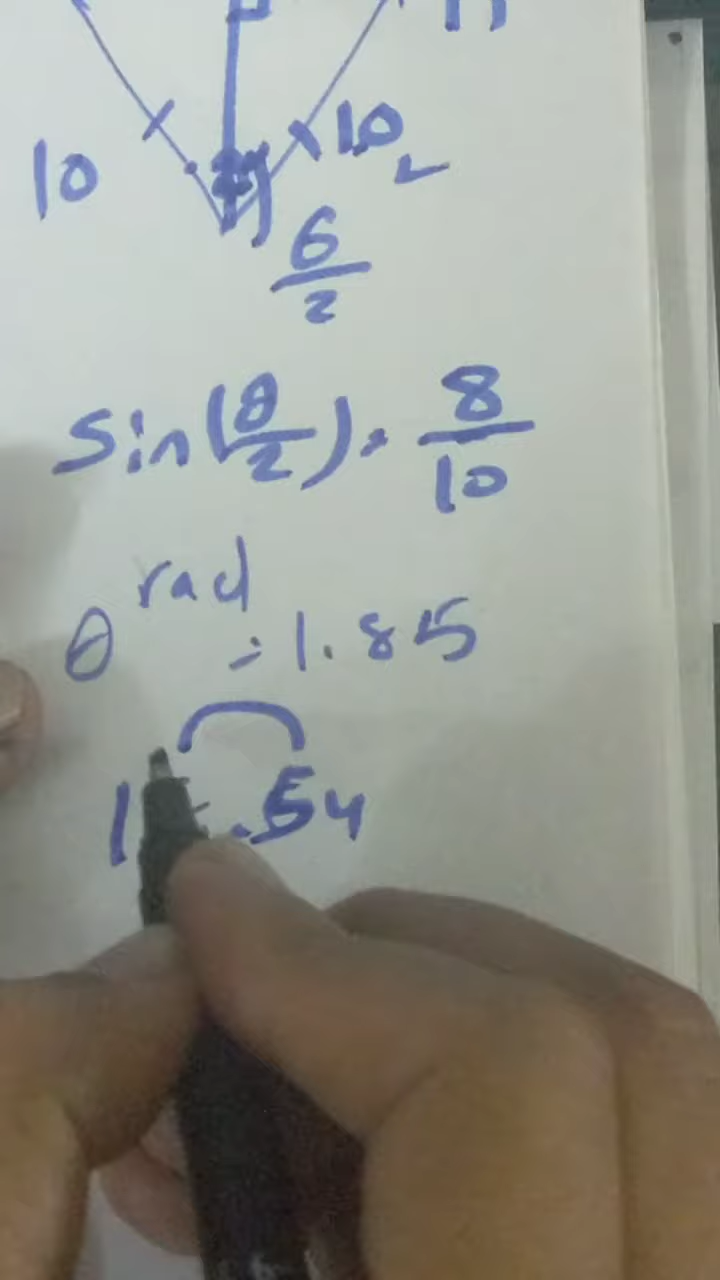 10 10
6/2
sin(θ/2) = 8/10
θ rad = 1.85
.54